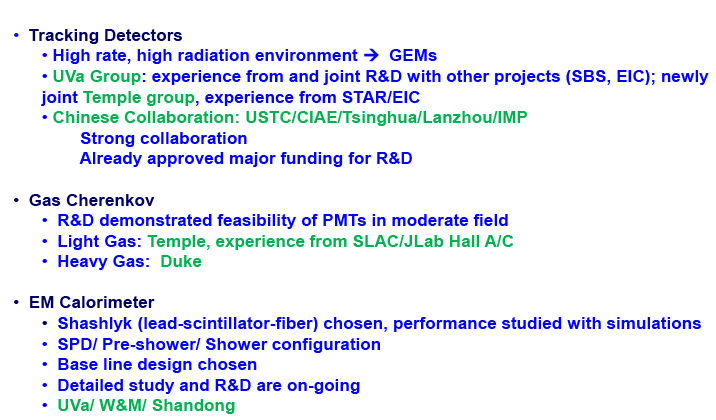 • Tracking Detectors
• High rate, high radiation environment → GEMs
• UVa Group: experience from and joint R&D with other projects (SBS, EIC); newly
joint Temple group, experience from STAR/EIC
• Chinese Collaboration: USTC/CIAE/Tsinghua/Lanzhou/IMP
Strong collaboration
Already approved major funding for R&D
• Gas Cherenkov
• R&D demonstrated feasibility of PMTs in moderate field
• Light Gas: Temple, experience from SLAC/JLab Hall A/C
• Heavy Gas: Duke
• EM Calorimeter
• Shashlyk (lead-scintillator-fiber) chosen, performance studied with simulations
• SPD/ Pre-shower/ Shower configuration
• Base line design chosen
• Detailed study and R&D are on-going
• UVa/ W&M/ Shandong